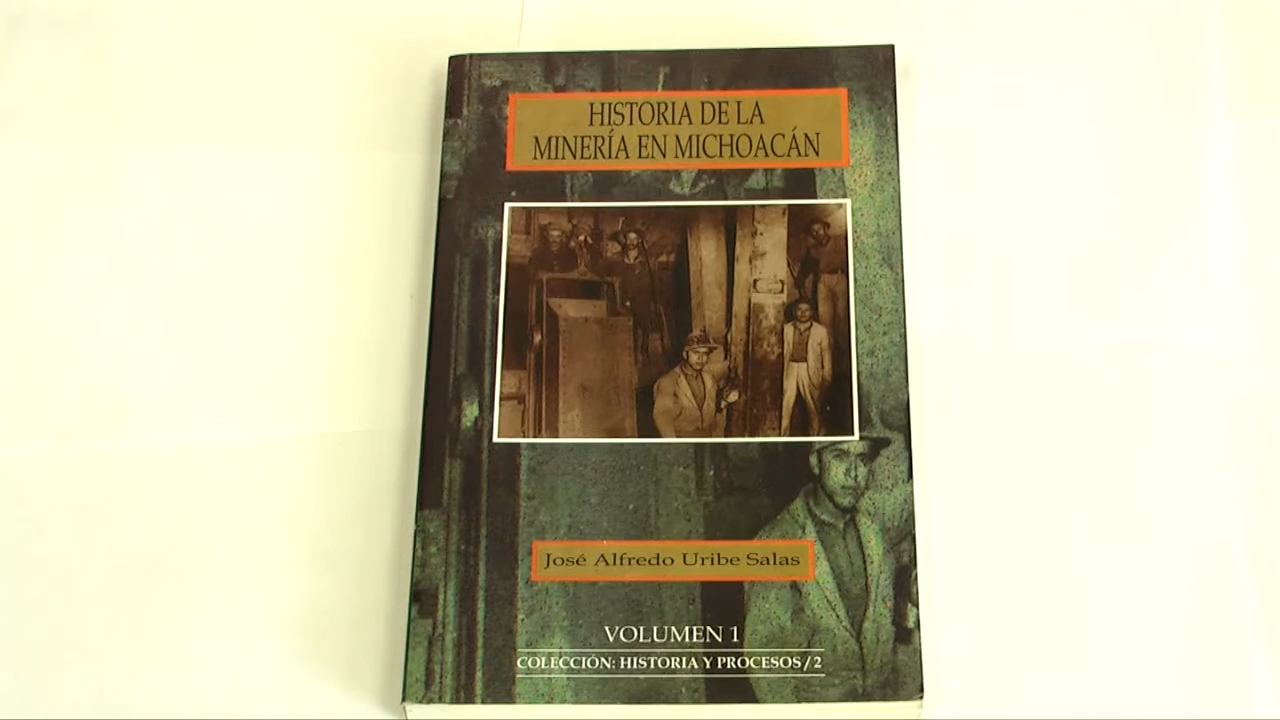 HISTORIA DE LA
MINERÍA EN MICHOACÁN
José Alfredo Uribe Salas
VOLUMEN 1
COLECCIÓN: HISTORIA Y PROCESOS/2